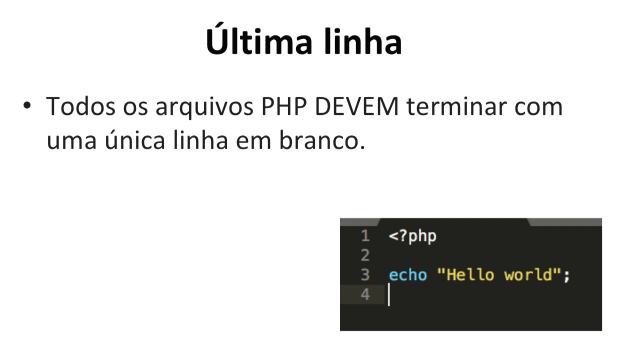 Última linha
• Todos os arquivos PHP DEVEM terminar com
uma única linha em branco.
1 <?php
2
3 echo "Hello world";
4